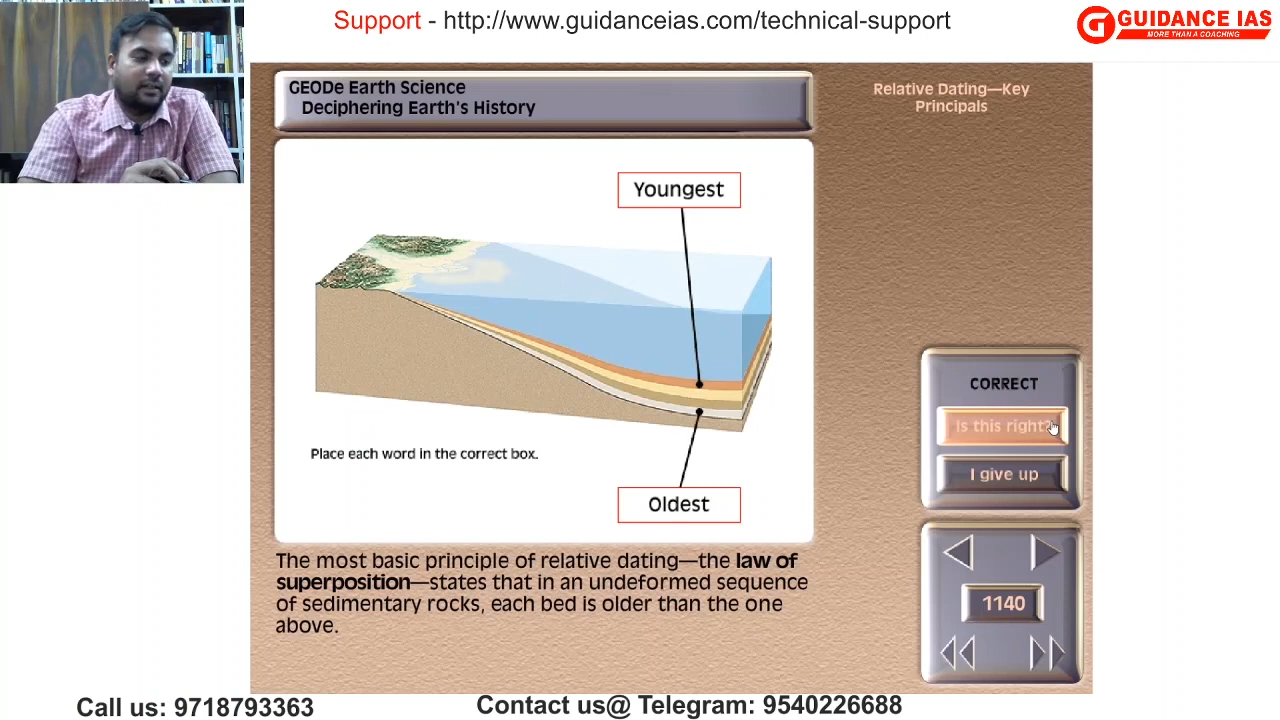 Support - http://www.guidanceias.com/technical-support
GUIDANCE IAS
MORE THAN A COACHING
GEODe Earth Science
Deciphering Earth's History
Relative Dating—Key
Principals
Youngest
Place each word in the correct box.
Oldest
CORRECT
Is this right?
I give up
1140
The most basic principle of relative dating—the law of
superposition—states that in an undeformed sequence
of sedimentary rocks, each bed is older than the one
above.
Call us: 9718793363
Contact us@ Telegram: 9540226688